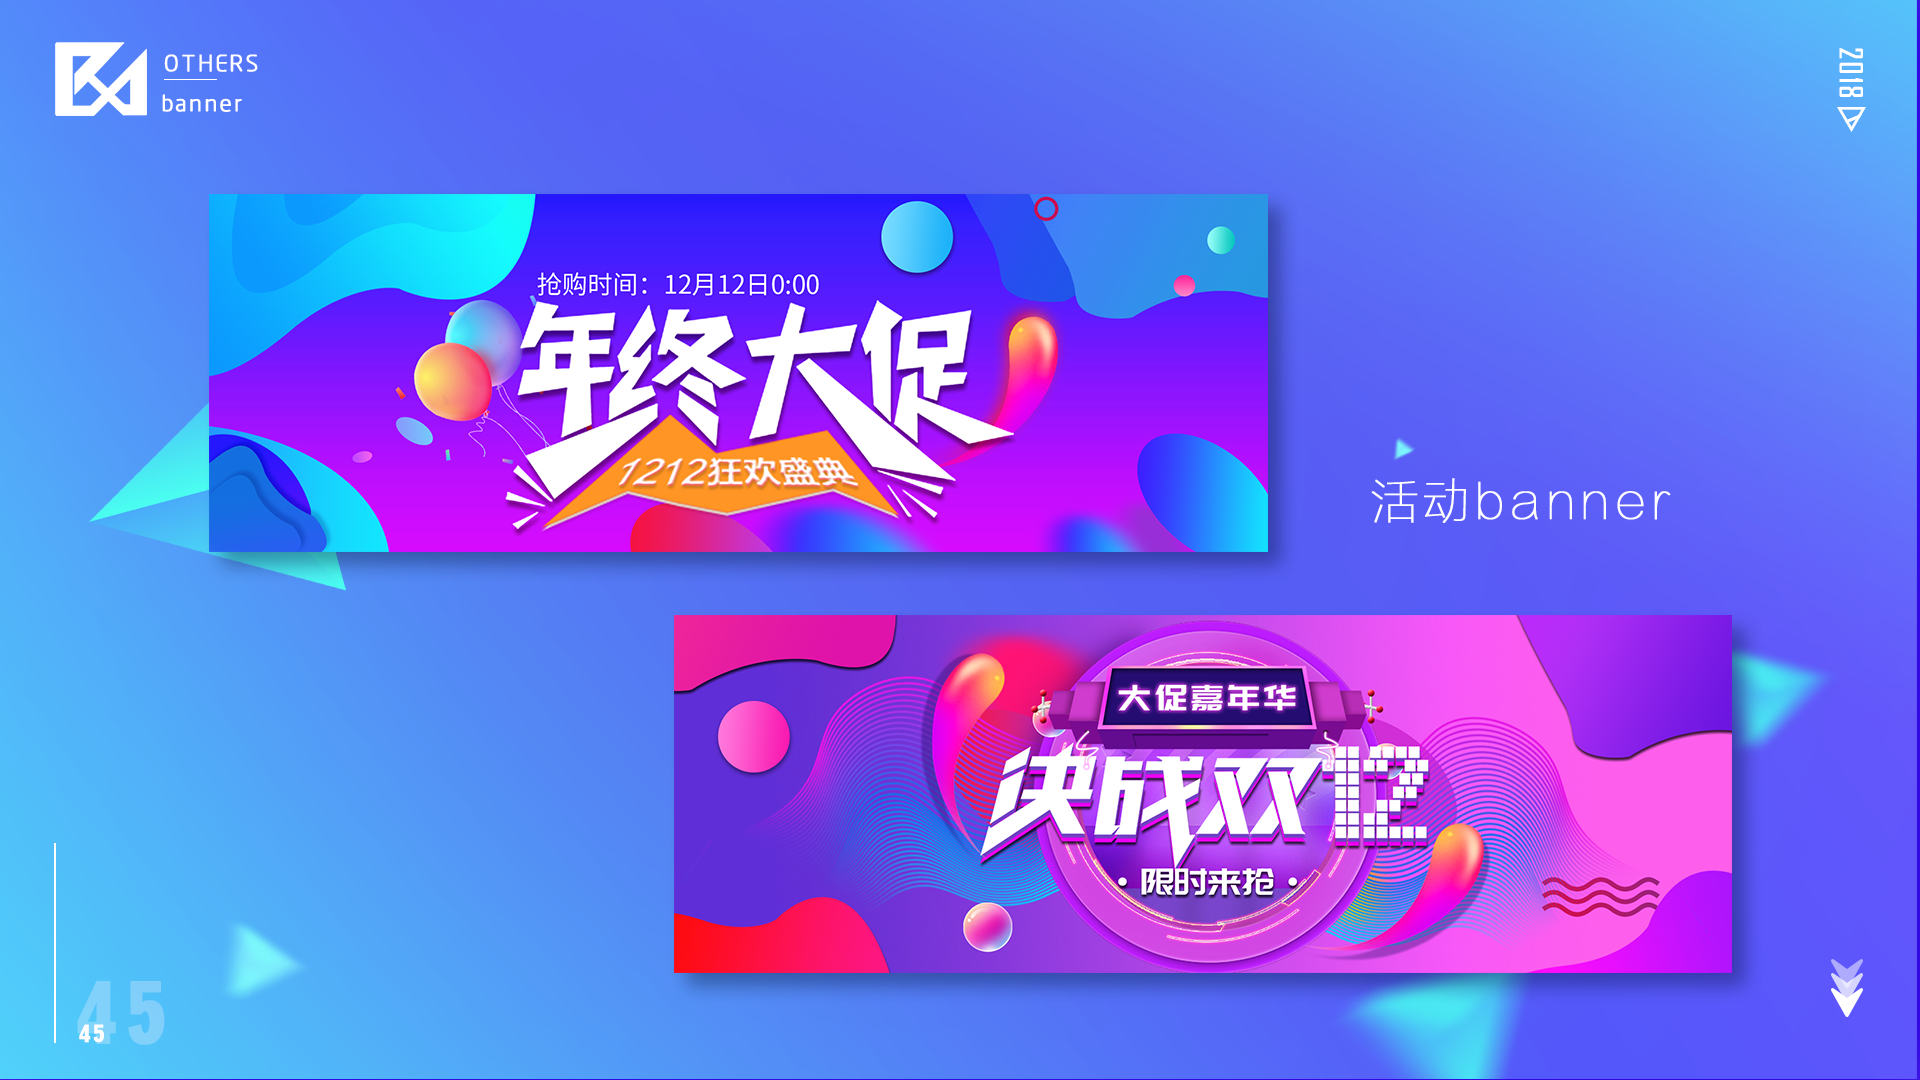 OTHERS
banner
2018
抢购时间：12月12日0:00
年终大促
1212狂欢盛典
活动banner
大促嘉年华
决战双12
·限时来抢·
45
45